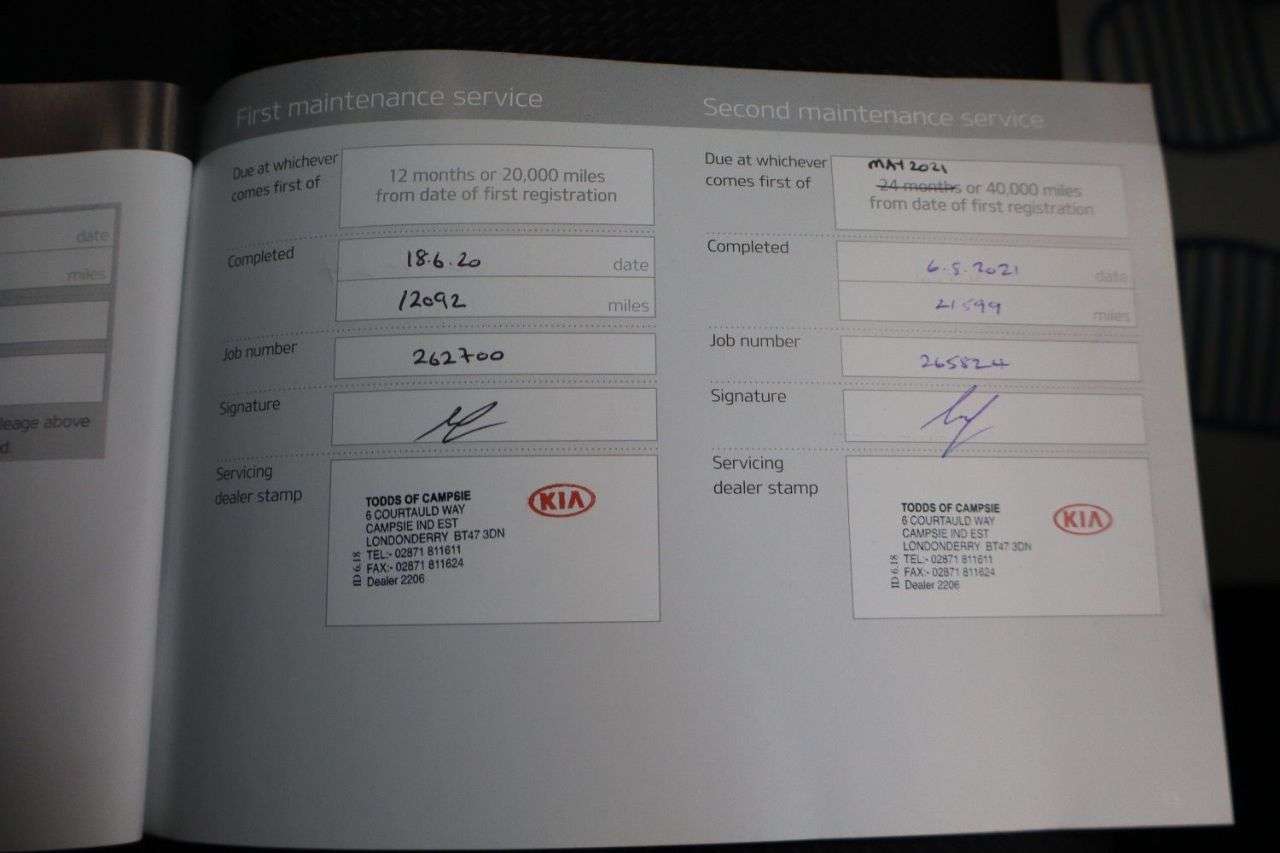 date
miles
leage above
d.
First maintenance service
Due at whichever
comes first of
12 months or 20,000 miles
from date of first registration
Completed
18.6.20 date
12092 miles
Job number
262700
Signature
Servicing
dealer stamp
TODDS OF CAMPSIE
6 COURTAULD WAY
CAMPSIE IND EST
LONDONDERRY BT47 3DN
TEL:- 02871 811611
FAX:- 02871 811624
Dealer 2206
ID 6.18
KIA
Second maintenance service
Due at whichever
comes first of
MAY 2021
24 months or 40,000 miles
from date of first registration
Completed
6.5.2021 date
21599 miles
Job number
265824
Signature
Servicing
dealer stamp
TODDS OF CAMPSIE
6 COURTAULD WAY
CAMPSIE IND EST
LONDONDERRY BT47 3DN
TEL:- 02871 811611
FAX:- 02871 811624
Dealer 2206
ID 6.18
KIA